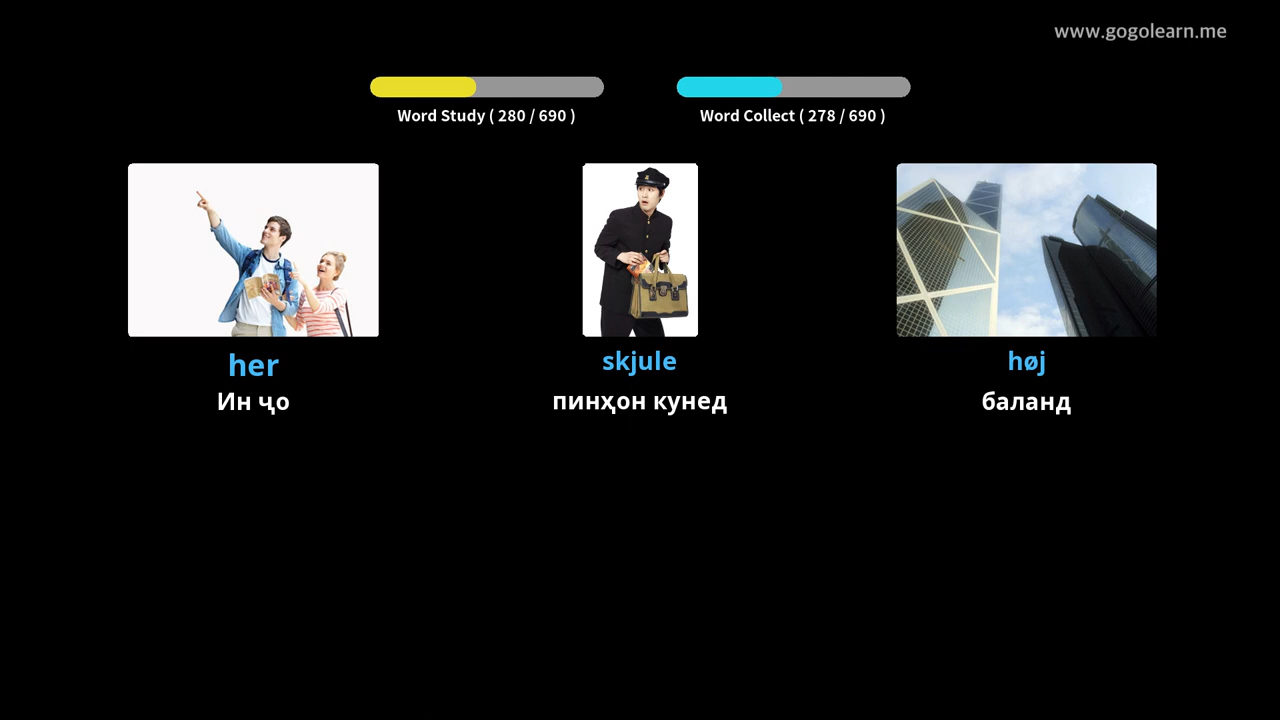 www.gogolearn.me
Word Study ( 280 / 690 )
Word Collect ( 278 / 690 )
her
skjule
høj
Ин ҷо
пинҳон кунед
баланд